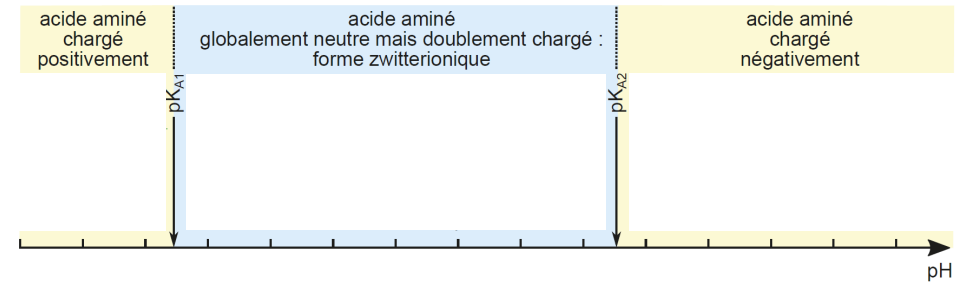 acide aminé
chargé
positivement
acide aminé
globalement neutre mais doublement chargé :
forme zwitterionique
acide aminé
chargé
négativement
pKA1
pKA2
pH